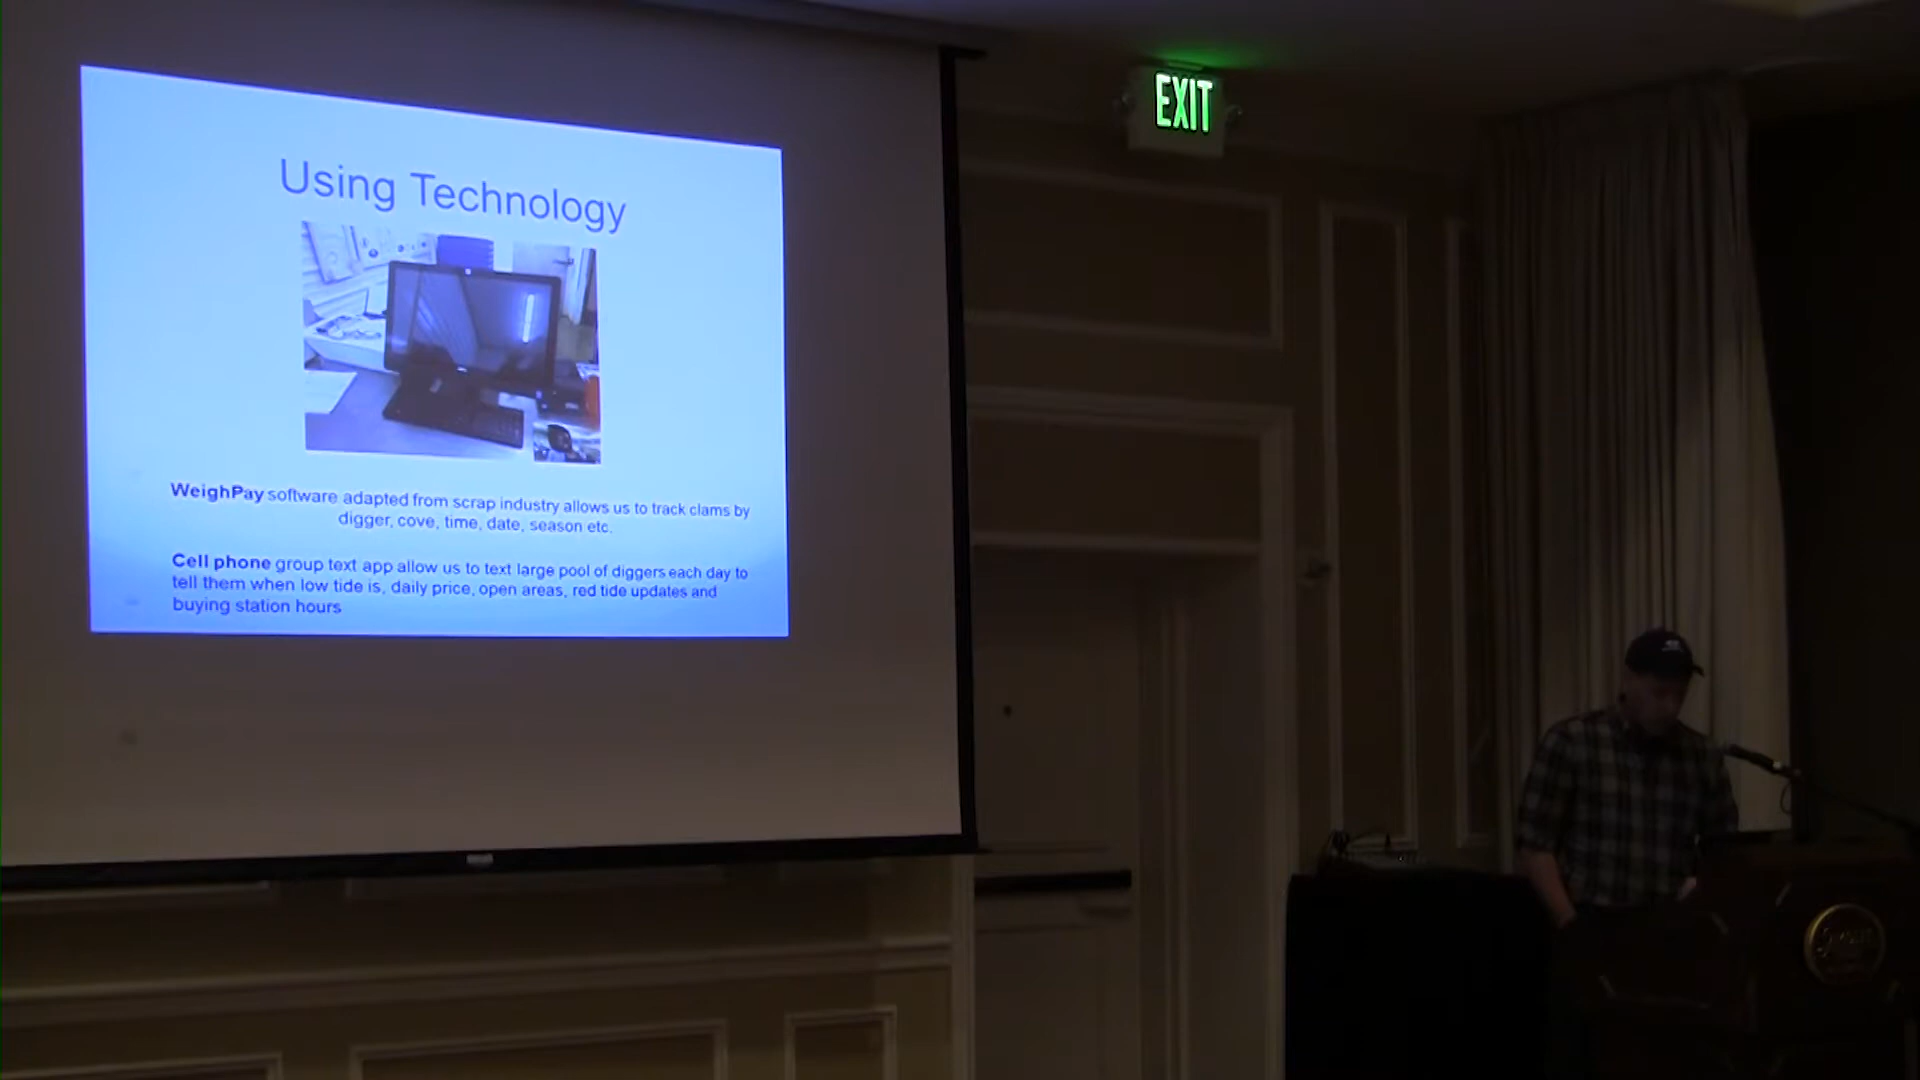 EXIT
Using Technology
WeighPay software adapted from scrap industry allows us to track clams by
digger, cove, time, date, season etc.
Cell phone group text app allow us to text large pool of diggers each day to
tell them when low tide is, daily price, open areas, red tide updates and
buying station hours